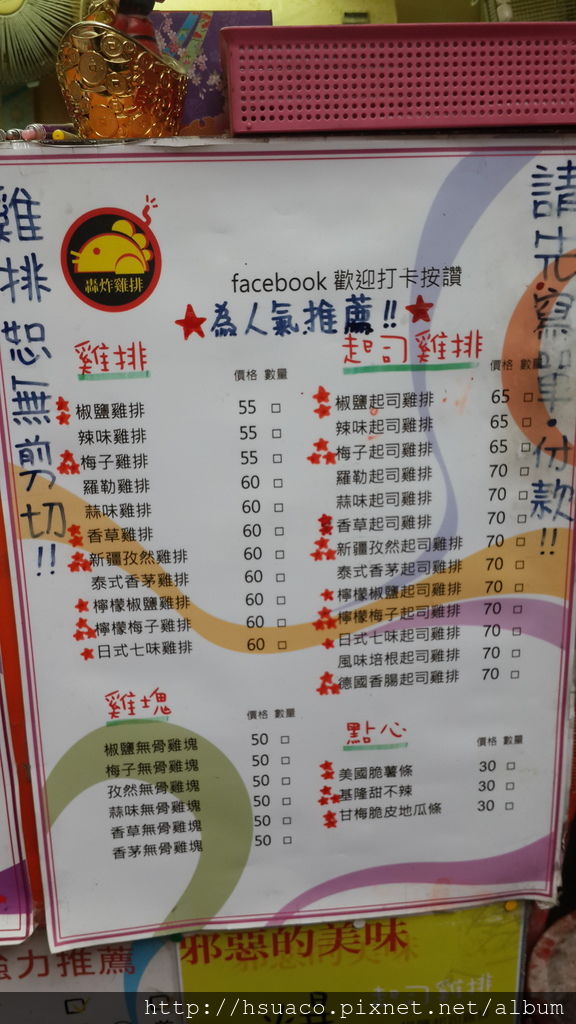 雞排恕無剪切!!
請先寫單.付款!!
轟炸雞排
facebook 歡迎打卡按讚
★為人氣推薦!!★
雞排
價格 數量
椒鹽雞排 55 □
辣味雞排 55 □
梅子雞排 55 □
羅勒雞排 60 □
蒜味雞排 60 □
香草雞排 60 □
新疆孜然雞排 60 □
泰式香茅雞排 60 □
檸檬椒鹽雞排 60 □
檸檬梅子雞排 60 □
日式七味雞排 60 □
起司雞排
價格 數量
椒鹽起司雞排 65 □
辣味起司雞排 65 □
梅子起司雞排 65 □
羅勒起司雞排 70 □
蒜味起司雞排 70 □
香草起司雞排 70 □
新疆孜然起司雞排 70 □
泰式香茅起司雞排 70 □
檸檬椒鹽起司雞排 70 □
檸檬梅子起司雞排 70 □
日式七味起司雞排 70 □
風味培根起司雞排 70 □
德國香腸起司雞排 70 □
雞塊
價格 數量
椒鹽無骨雞塊 50 □
梅子無骨雞塊 50 □
孜然無骨雞塊 50 □
蒜味無骨雞塊 50 □
香草無骨雞塊 50 □
香茅無骨雞塊 50 □
點心
價格 數量
美國脆薯條 30 □
基隆甜不辣 30 □
甘梅脆皮地瓜條 30 □
強力推薦
邪惡的美味
起司雞排
http://hsuaco.pixnet.net/album